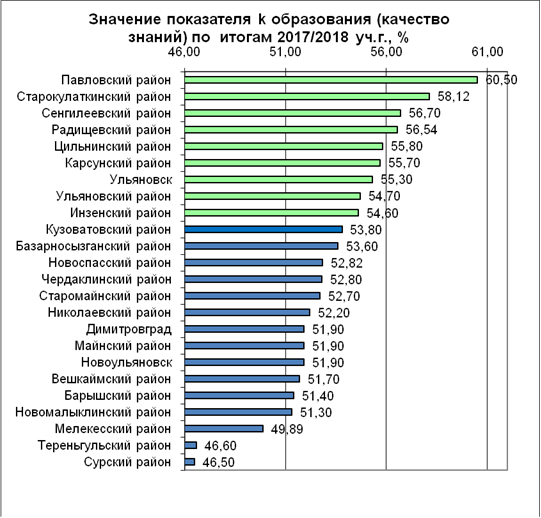 Значение показателя k образования (качество
знаний) по итогам 2017/2018 уч.г., %
46,00 51,00 56,00 61,00
Павловский район 60,50
Старокулаткинский район 58,12
Сенгилеевский район 56,70
Радищевский район 56,54
Цильнинский район 55,80
Карсунский район 55,70
Ульяновск 55,30
Ульяновский район 54,70
Инзенский район 54,60
Кузоватовский район 53,80
Базарносызганский район 53,60
Новоспасский район 52,82
Чердаклинский район 52,80
Старомайнский район 52,70
Николаевский район 52,20
Димитровград 51,90
Майнский район 51,90
Новоульяновск 51,90
Вешкаймский район 51,70
Барышский район 51,40
Новомалыклинский район 51,30
Мелекесский район 49,89
Тереньгульский район 46,60
Сурский район 46,50